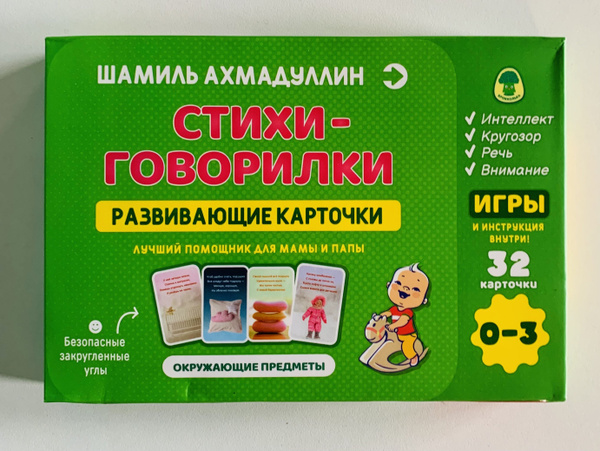 ШАМИЛЬ АХМАДУЛЛИН
СТИХИ-
ГОВОРИЛКИ
РАЗВИВАЮЩИЕ КАРТОЧКИ
ЛУЧШИЙ ПОМОЩНИК ДЛЯ МАМЫ И ПАПЫ
Безопасные
закругленные
углы
ОКРУЖАЮЩИЕ ПРЕДМЕТЫ
Интеллект
Кругозор
Речь
Внимание
ИГРЫ
И ИНСТРУКЦИЯ
ВНУТРИ!
32
карточки
0-3